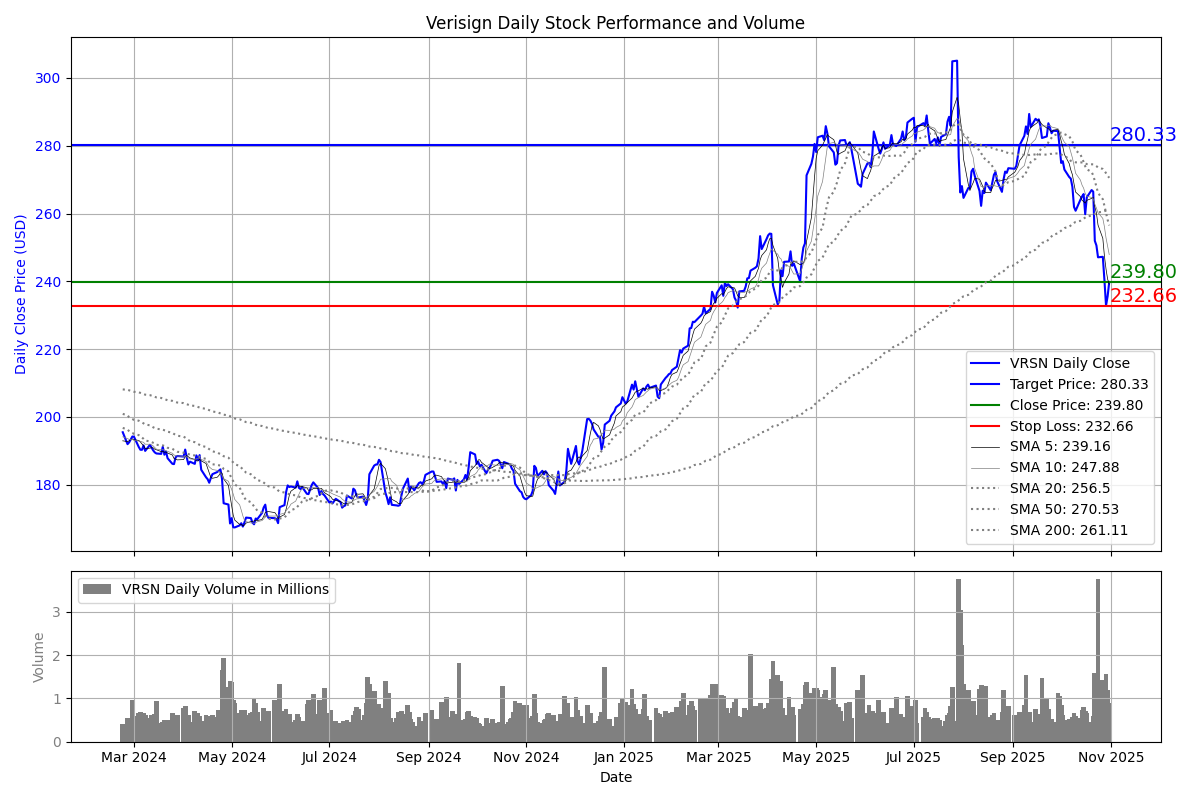 Verisign Daily Stock Performance and Volume
Daily Close Price (USD)
300
280
260
240
220
200
180
280.33
239.80
232.66
VRSN Daily Close
Target Price: 280.33
Close Price: 239.80
Stop Loss: 232.66
SMA 5: 239.16
SMA 10: 247.88
SMA 20: 256.5
SMA 50: 270.53
SMA 200: 261.11
VRSN Daily Volume in Millions
Volume
3
2
1
0
Mar 2024 May 2024 Jul 2024 Sep 2024 Nov 2024 Jan 2025 Mar 2025 May 2025 Jul 2025 Sep 2025 Nov 2025
Date